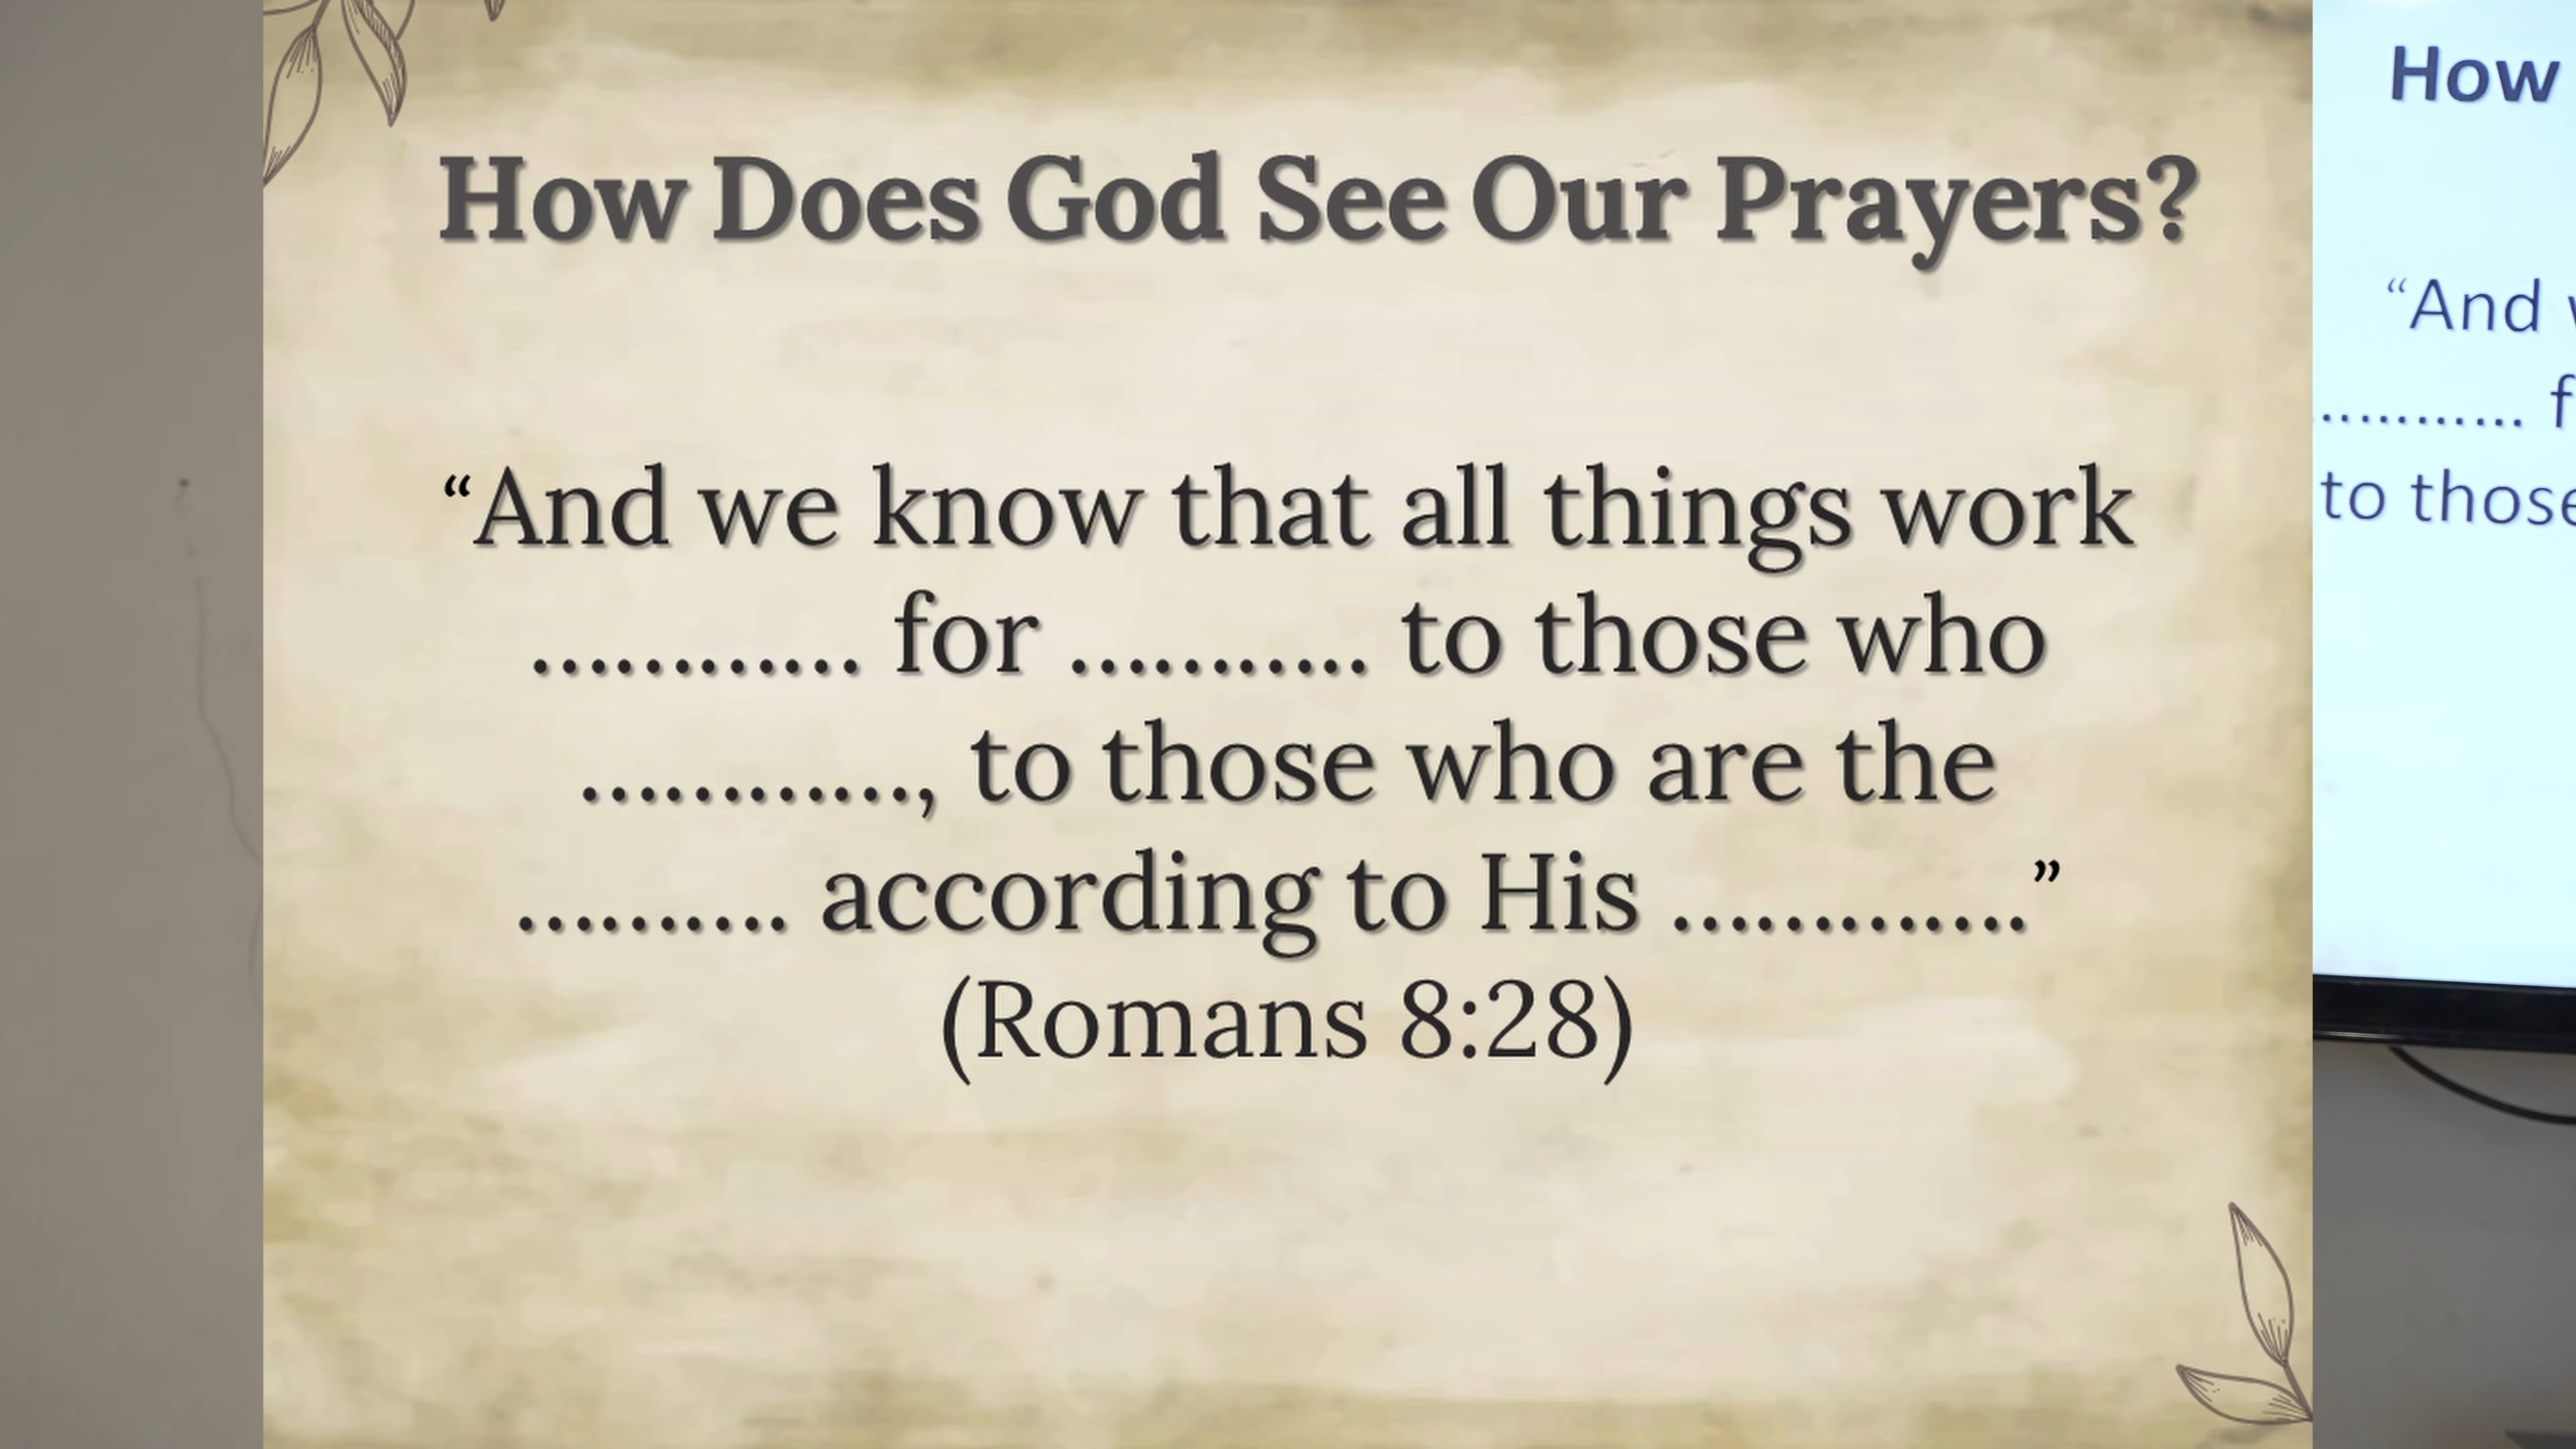 How Does God See Our Prayers?
“And we know that all things work
………… for ……….. to those who
…………, to those who are the
………. according to His ………….”
(Romans 8:28)
How
“And
………… f
to those